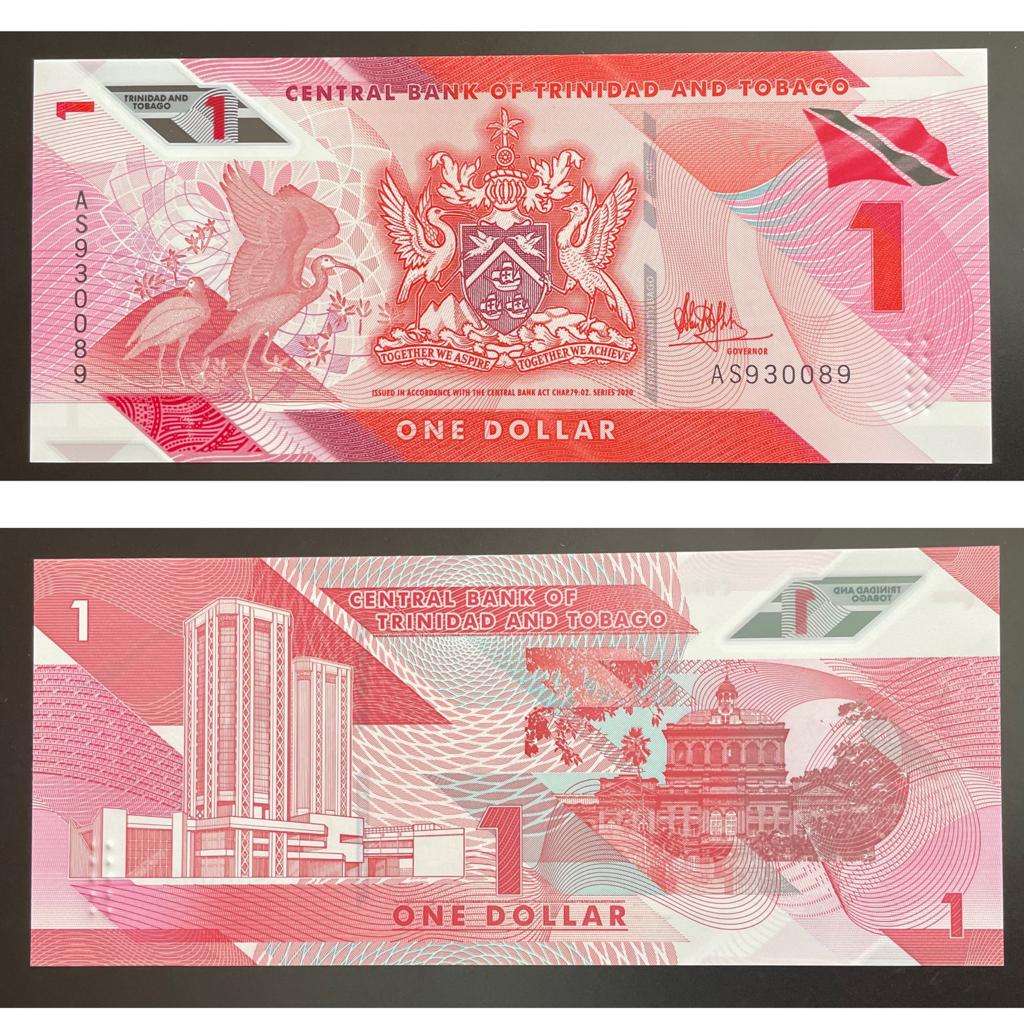 1
TRINIDAD AND
TOBAGO
1
CENTRAL BANK OF TRINIDAD AND TOBAGO
AS930089
1
TOGETHER WE ASPIRE TOGETHER WE ACHIEVE
GOVERNOR
AS930089
ISSUED IN ACCORDANCE WITH THE CENTRAL BANK ACT CHAP.79:02. SERIES 2020
ONE DOLLAR
1
CENTRAL BANK OF
TRINIDAD AND TOBAGO
TRINIDAD AND
TOBAGO
1
1
ONE DOLLAR
1